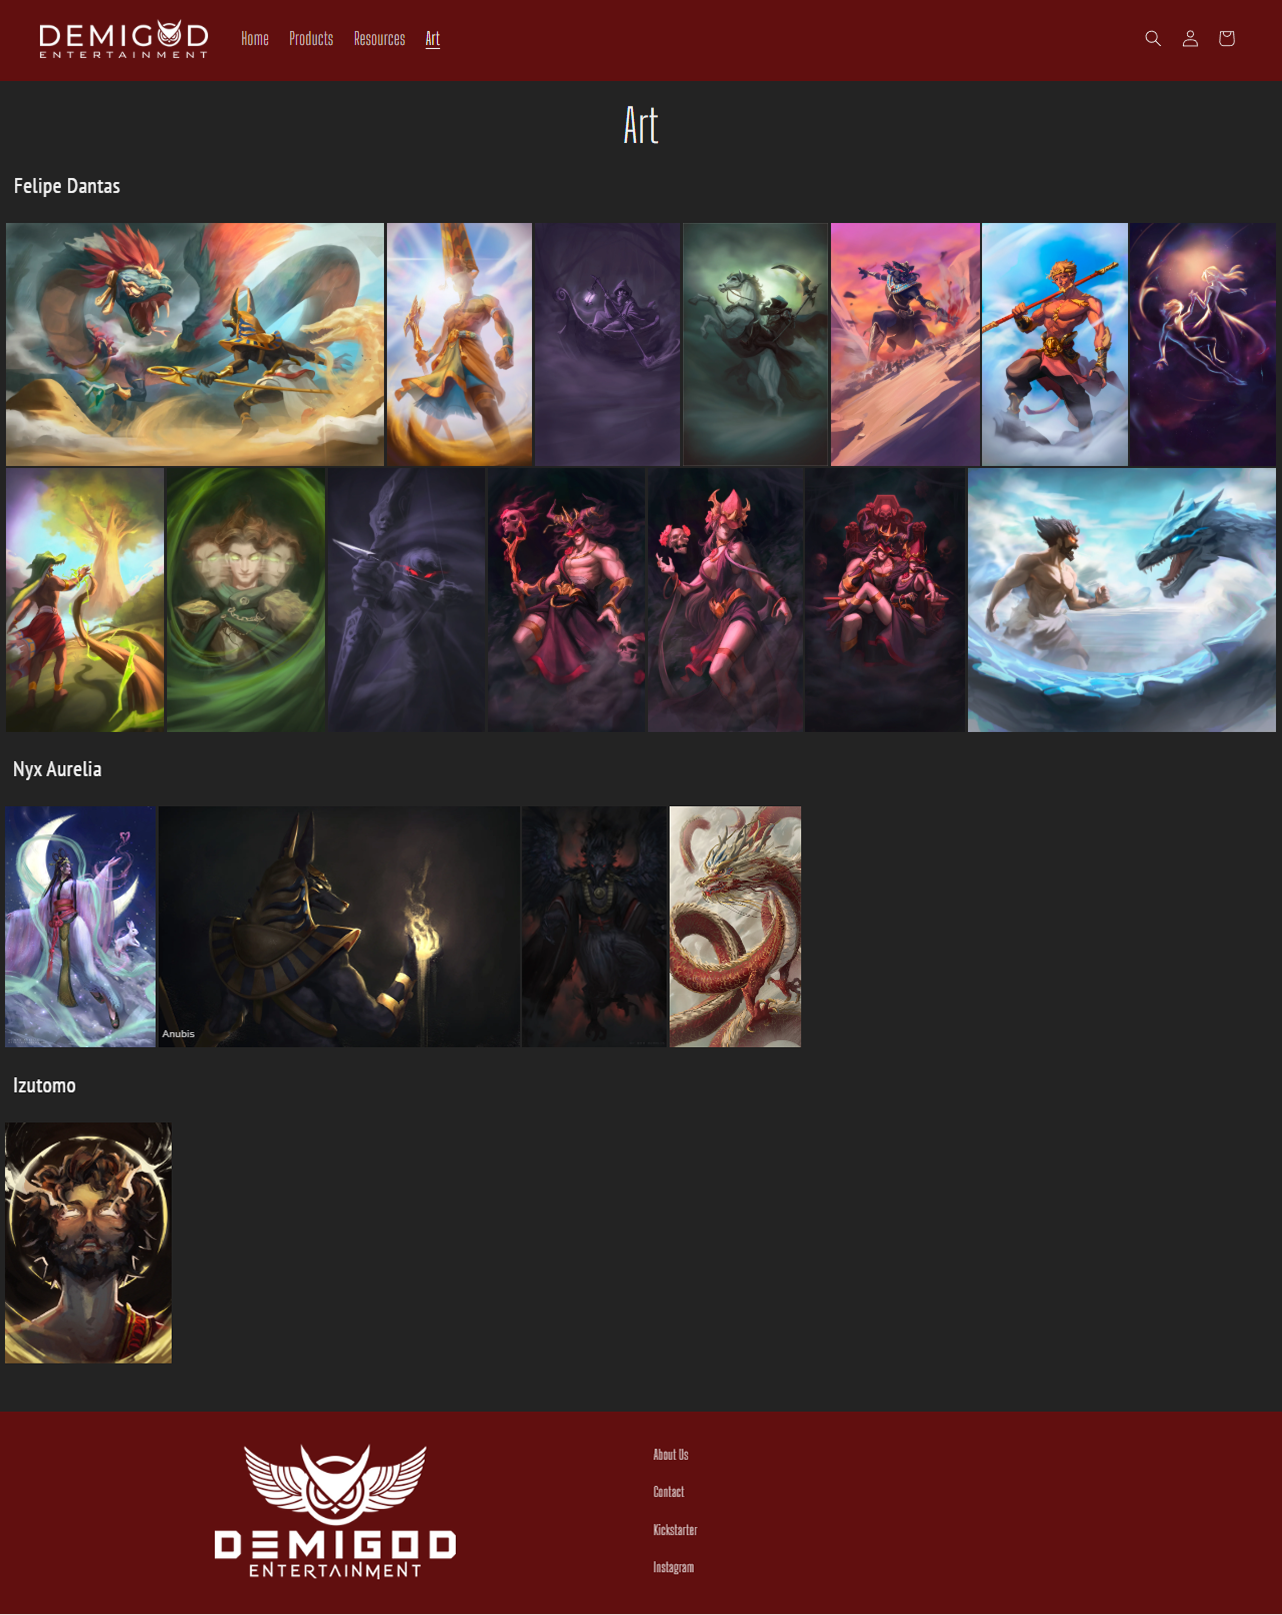 DEMIGOD
ENTERTAINMENT
Home
Products
Resources
Art
Art
Felipe Dantas
Nyx Aurelia
Anubis
Izutomo
DEMIGOD
ENTERTAINMENT
About Us
Contact
Kickstarter
Instagram